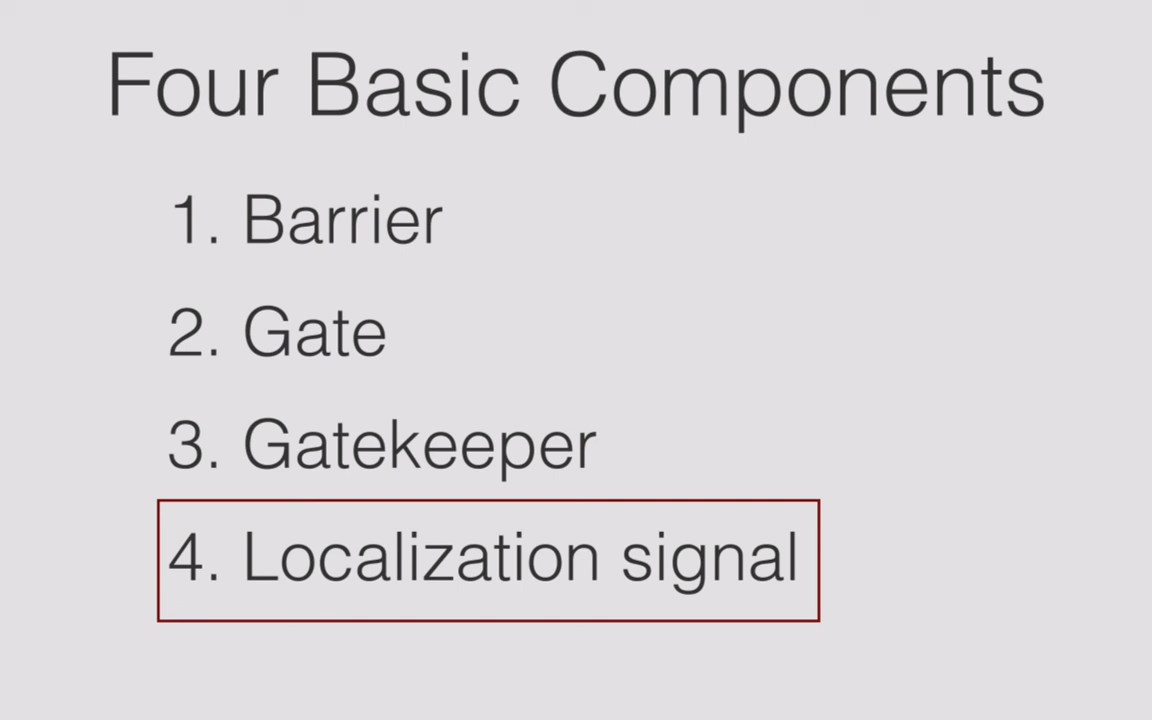 Four Basic Components
1. Barrier
2. Gate
3. Gatekeeper
4. Localization signal